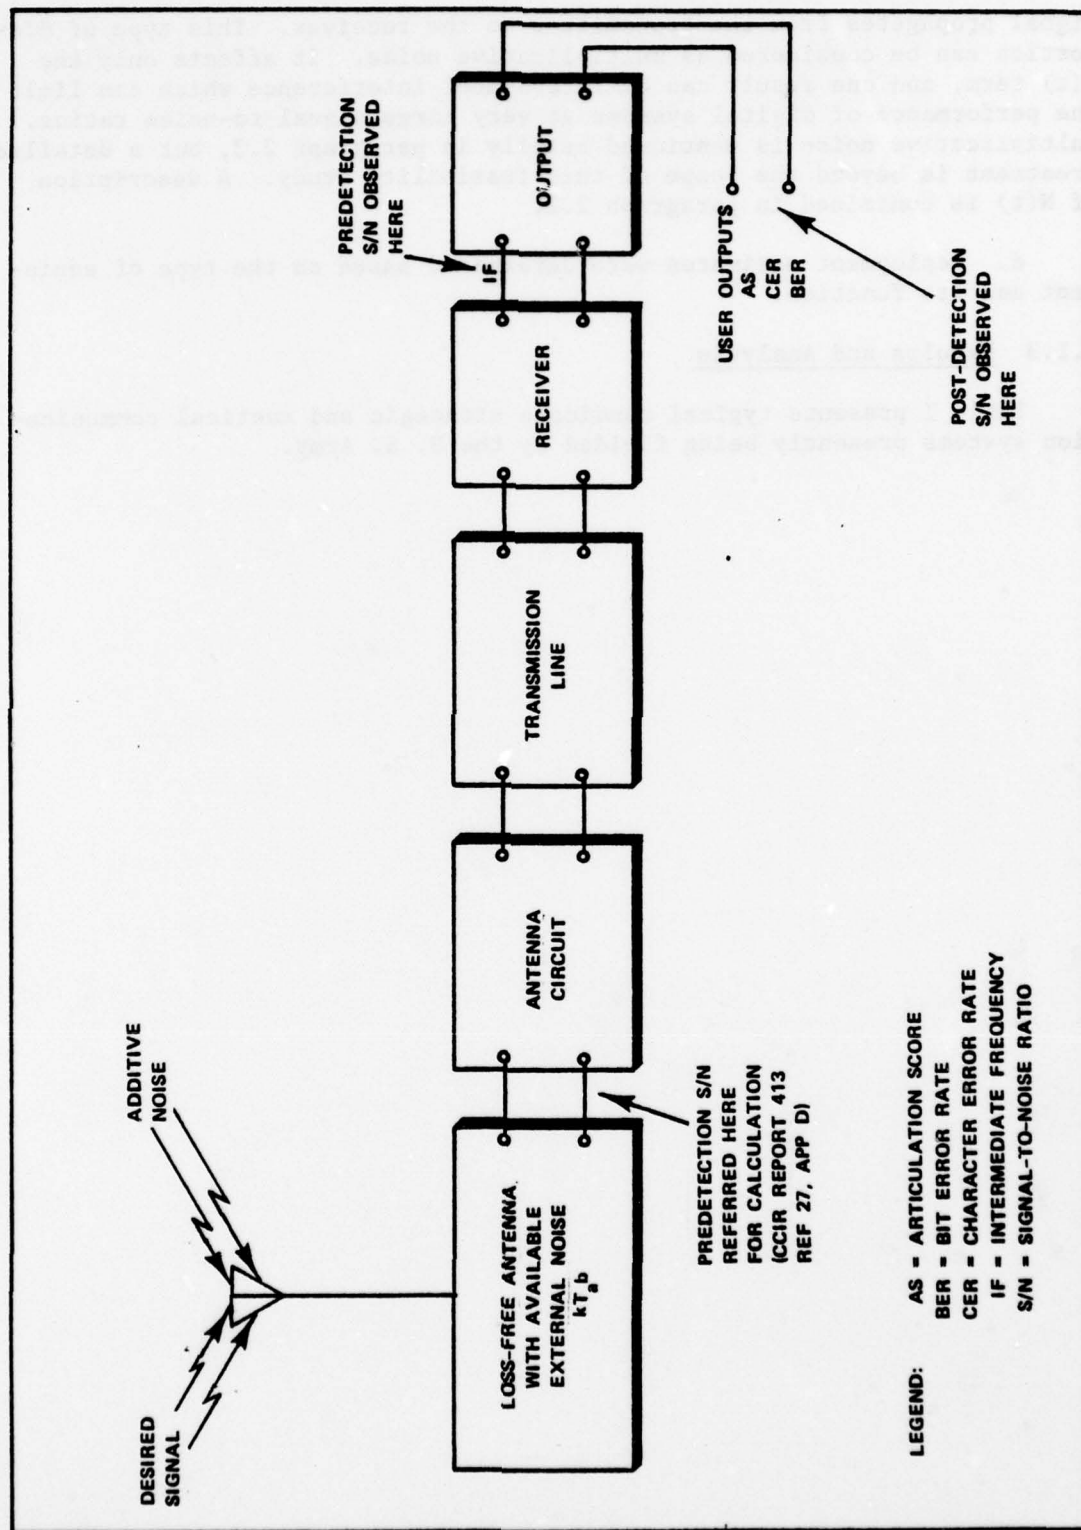 DESIRED
SIGNAL
ADDITIVE
NOISE
LOSS-FREE ANTENNA
WITH AVAILABLE
EXTERNAL NOISE
kTab
ANTENNA
CIRCUIT
TRANSMISSION
LINE
RECEIVER
IF
OUTPUT
PREDETECTION
S/N OBSERVED
HERE
PREDETECTION S/N
REFERRED HERE
FOR CALCULATION
(CCIR REPORT 413
REF 27, APP D)
USER OUTPUTS
AS
CER
BER
POST-DETECTION
S/N OBSERVED
HERE
LEGEND:
AS = ARTICULATION SCORE
BER = BIT ERROR RATE
CER = CHARACTER ERROR RATE
IF = INTERMEDIATE FREQUENCY
S/N = SIGNAL-TO-NOISE RATIO